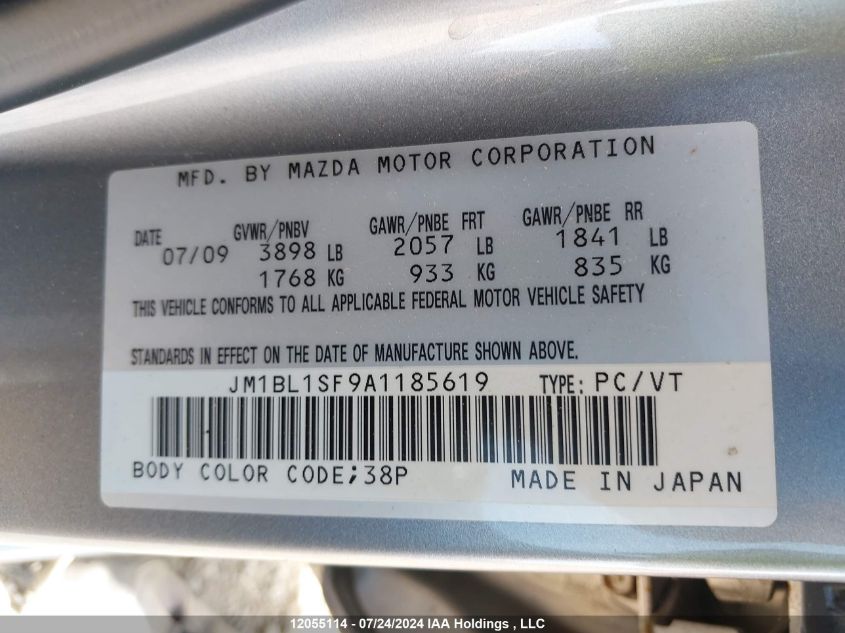 MFD. BY MAZDA MOTOR CORPORATION
DATE GVWR/PNBV GAWR/PNBE FRT GAWR/PNBE RR
07/09 3898 LB 2057 LB 1841 LB
1768 KG 933 KG 835 KG
THIS VEHICLE CONFORMS TO ALL APPLICABLE FEDERAL MOTOR VEHICLE SAFETY
STANDARDS IN EFFECT ON THE DATE OF MANUFACTURE SHOWN ABOVE.
JM1BL1SF9A1185619 TYPE: PC/VT
BODY COLOR CODE;38P MADE IN JAPAN
12055114 - 07/24/2024 IAA Holdings , LLC